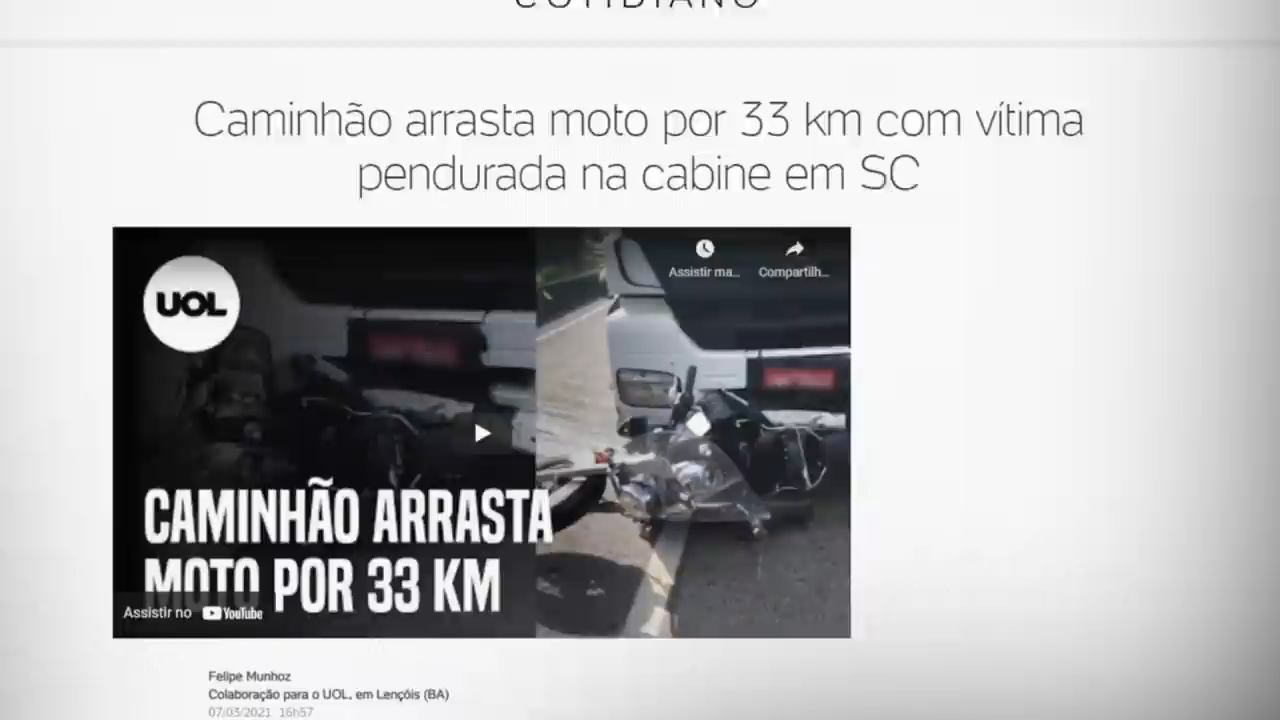 COTIDIANO
Caminhão arrasta moto por 33 km com vítima
pendurada na cabine em SC
UOL
Assistir ma...
Compartilh...
CAMINHÃO ARRASTA
MOTO POR 33 KM
Assistir no YouTube
Felipe Munhoz
Colaboração para o UOL, em Lençóis (BA)
07/03/2021 16h57